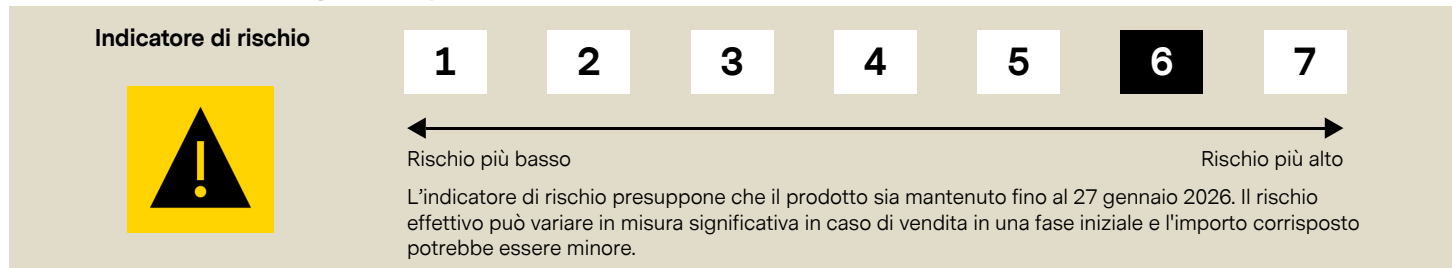 Indicatore di rischio
1 2 3 4 5 6 7
Rischio più basso Rischio più alto
L’indicatore di rischio presuppone che il prodotto sia mantenuto fino al 27 gennaio 2026. Il rischio
effettivo può variare in misura significativa in caso di vendita in una fase iniziale e l'importo corrisposto
potrebbe essere minore.